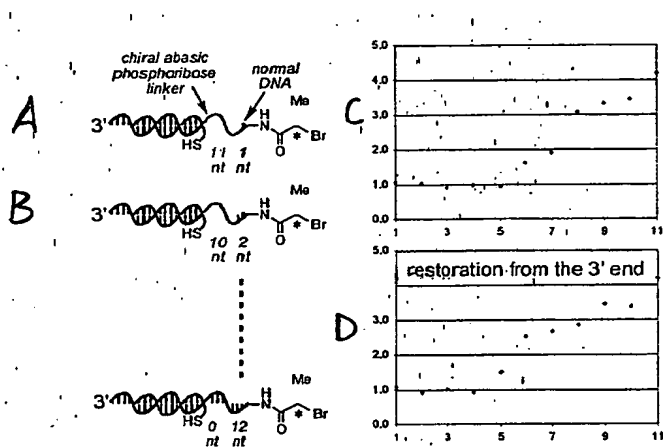 chiral abasic
phosphoribose
linker
normal
DNA
A
3'
HS
11
nt
1
nt
H
N
O
*
Me
Br
B
3'
HS
10
nt
2
nt
H
N
O
*
Me
Br
3'
HS
0
nt
12
nt
H
N
O
*
Me
Br
C
5,0
4,0
3,0
2,0
1,0
0,0
1 3 5 7 9 11
D
5,0
restoration from the 3' end
4,0
3,0
2,0
1,0
0,0
1 3 5 7 9 11